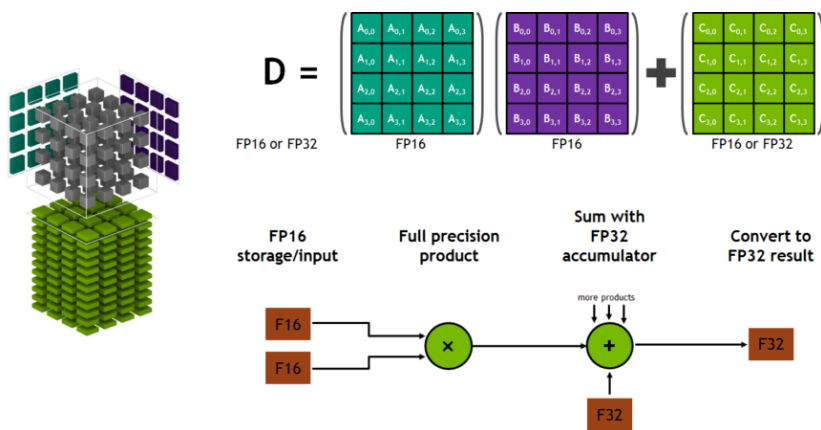 D =
A0,0 A0,1 A0,2 A0,3
A1,0 A1,1 A1,2 A1,3
A2,0 A2,1 A2,2 A2,3
A3,0 A3,1 A3,2 A3,3
B0,0 B0,1 B0,2 B0,3
B1,0 B1,1 B1,2 B1,3
B2,0 B2,1 B2,2 B2,3
B3,0 B3,1 B3,2 B3,3
+
C0,0 C0,1 C0,2 C0,3
C1,0 C1,1 C1,2 C1,3
C2,0 C2,1 C2,2 C2,3
C3,0 C3,1 C3,2 C3,3
FP16 or FP32
FP16
FP16
FP16 or FP32
FP16
storage/input
Full precision
product
Sum with
FP32
accumulator
Convert to
FP32 result
more products
F16
F16
×
+
F32
F32